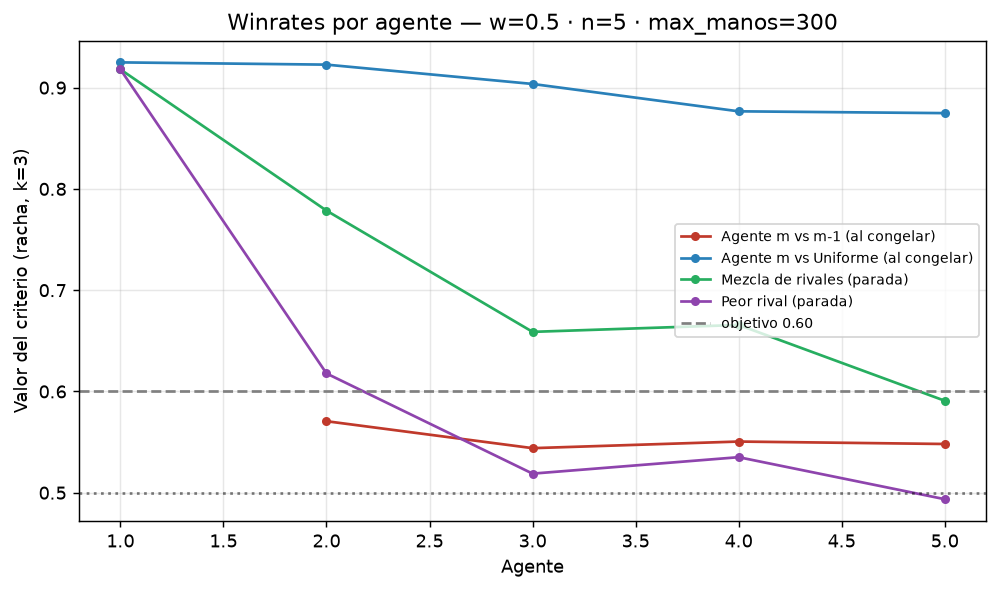 Winrates por agente — w=0.5 · n=5 · max_manos=300
Valor del criterio (racha, k=3)
0.9
0.8
0.7
0.6
0.5
Agente m vs m-1 (al congelar)
Agente m vs Uniforme (al congelar)
Mezcla de rivales (parada)
Peor rival (parada)
objetivo 0.60
1.0 1.5 2.0 2.5 3.0 3.5 4.0 4.5 5.0
Agente